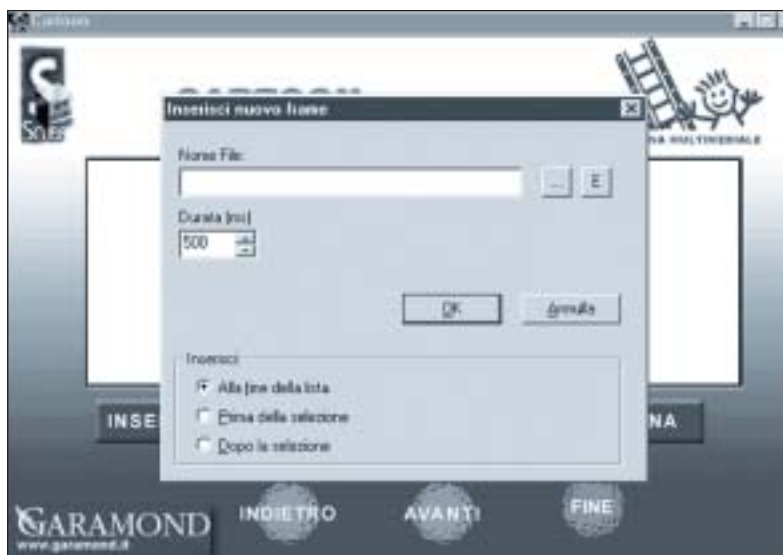 Cartoon
Inserisci nuovo frame
Nome File:
...
E
Durata (ms)
500
OK
Annulla
Inserisci
Alla fine della lista
Prima della selezione
Dopo la selezione
INSE
NA
INDIETRO
AVANTI
FINE
GARAMOND
www.garamond.it